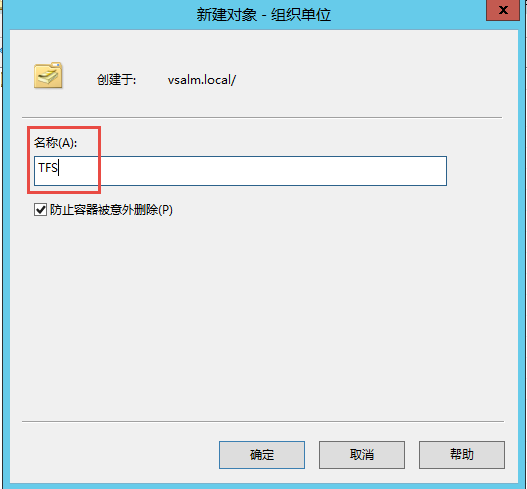 新建对象 - 组织单位
x
创建于: vsalm.local/
名称(A):
TFS
防止容器被意外删除(P)
确定 取消 帮助